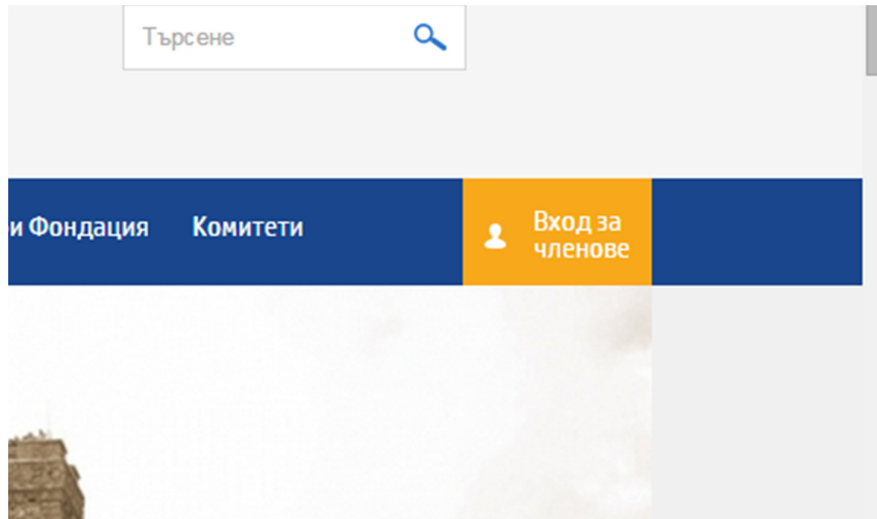 Търсене
и Фондация Комитети
Вход за
членове